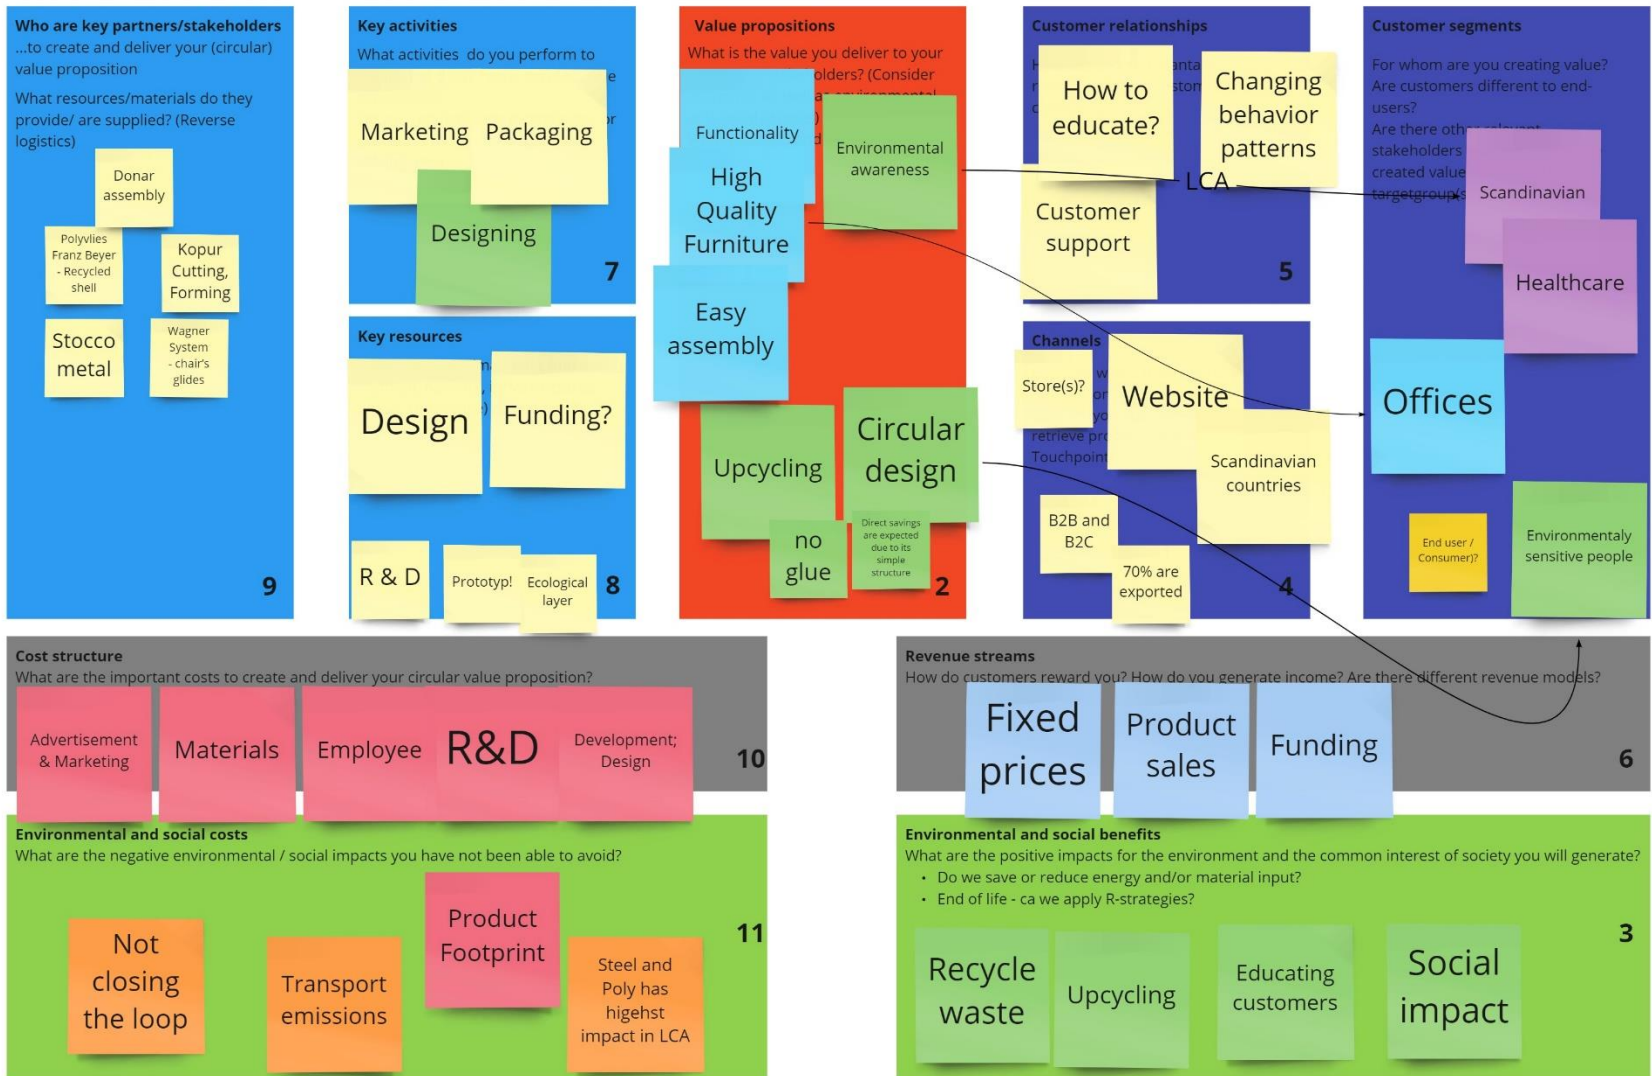 Who are key partners/stakeholders
...to create and deliver your (circular)
value proposition
What resources/materials do they
provide/ are supplied? (Reverse
logistics)
Donar
assembly
Polyvlies
Franz Beyer
- Recycled
shell
Kopur
Cutting,
Forming
Stocco
metal
Wagner
System
- chair's
glides
9
Key activities
What activities do you perform to
Marketing
Packaging
Designing
7
Key resources
Design
Funding?
R & D
Prototyp!
Ecological
layer
8
Value propositions
What is the value you deliver to your
holders? (Consider
Functionality
Environmental
awareness
High
Quality
Furniture
Easy
assembly
Upcycling
Circular
design
no
glue
Direct savings
are expected
due to its
simple
structure
2
Customer relationships
How to
educate?
Changing
behavior
patterns
LCA
Customer
support
5
Channels
Store(s)?
Website
retrieve
Touchpoint
Scandinavian
countries
B2B and
B2C
70% are
exported
4
Customer segments
For whom are you creating value?
Are customers different to end-
users?
Are there other relevant
stakeholders
created value
targetgroup(s
Scandinavian
Healthcare
Offices
End user /
Consumer)?
Environmentaly
sensitive people
Cost structure
What are the important costs to create and deliver your circular value proposition?
Advertisement
& Marketing
Materials
Employee
R&D
Development;
Design
10
Revenue streams
How do customers reward you? How do you generate income? Are there different revenue models?
Fixed
prices
Product
sales
Funding
6
Environmental and social costs
What are the negative environmental / social impacts you have not been able to avoid?
Not
closing
the loop
Transport
emissions
Product
Footprint
Steel and
Poly has
higehst
impact in LCA
11
Environmental and social benefits
What are the positive impacts for the environment and the common interest of society you will generate?
• Do we save or reduce energy and/or material input?
• End of life - ca we apply R-strategies?
Recycle
waste
Upcycling
Educating
customers
Social
impact
3